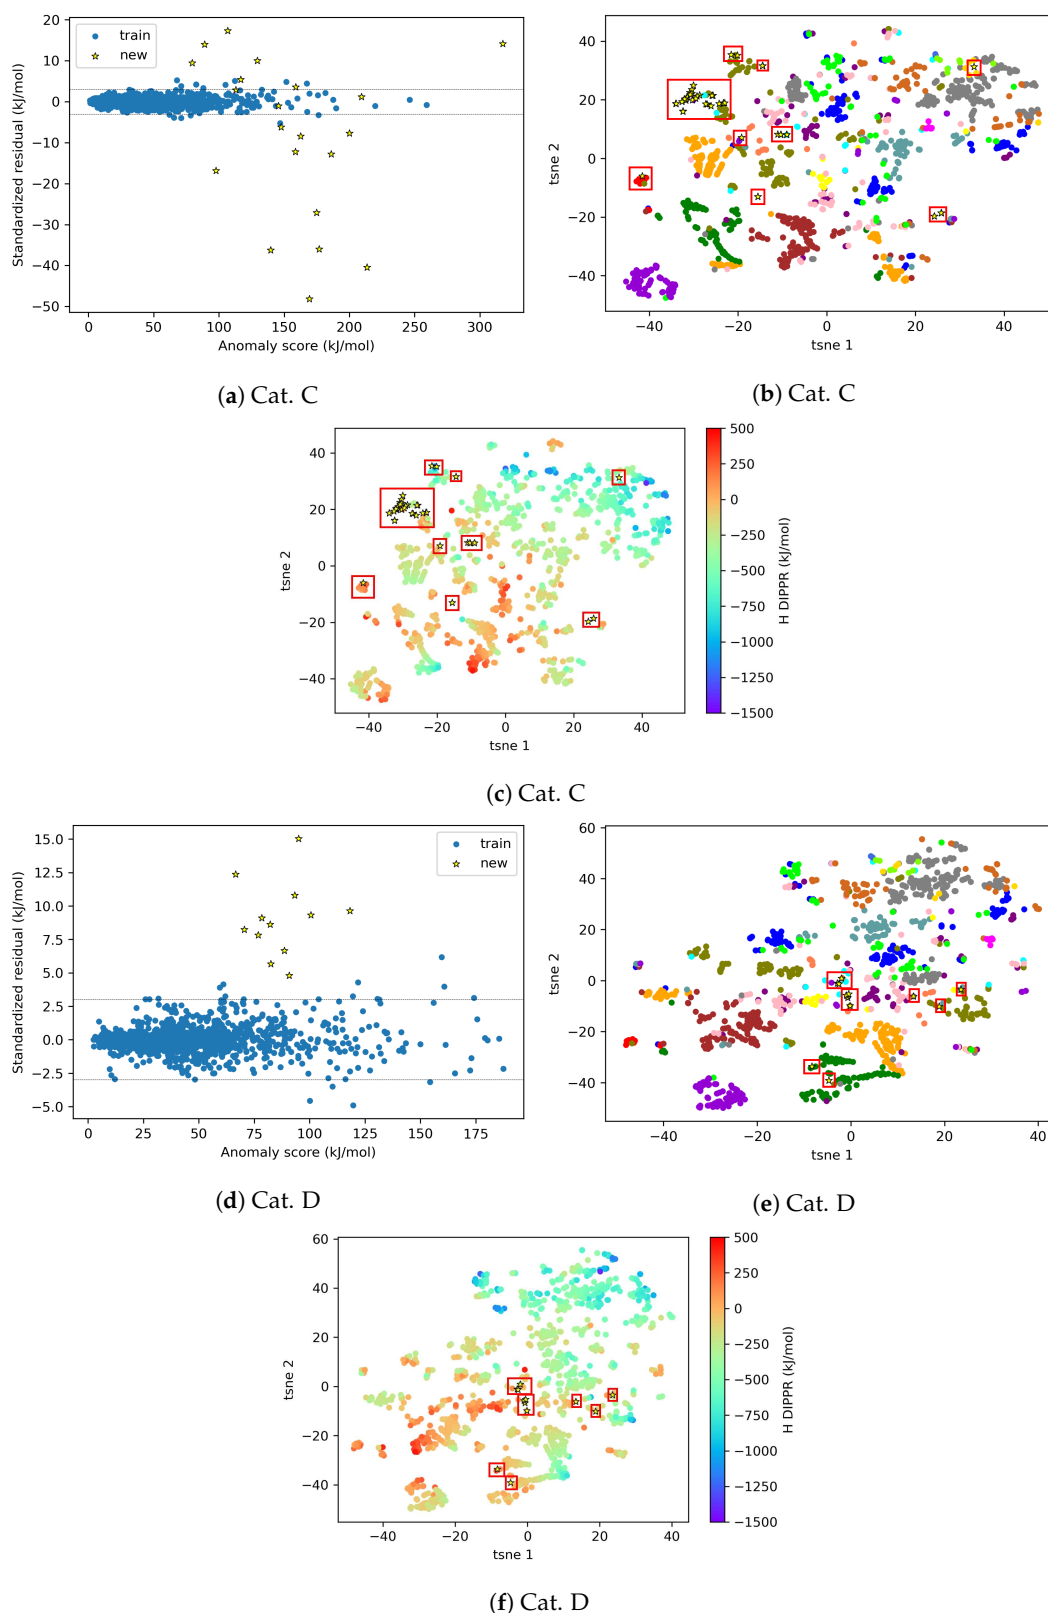 20
10
0
−10
−20
−30
−40
−50
Standardized residual (kJ/mol)
train
new
0 50 100 150 200 250 300
Anomaly score (kJ/mol)
(a) Cat. C
40
20
0
−20
−40
tsne 2
−40 −20 0 20 40
tsne 1
(b) Cat. C
40
20
0
−20
−40
tsne 2
−40 −20 0 20 40
tsne 1
500
250
0
−250
−500
−750
−1000
−1250
−1500
H DIPPR (kJ/mol)
(c) Cat. C
15.0
12.5
10.0
7.5
5.0
2.5
0.0
−2.5
−5.0
Standardized residual (kJ/mol)
train
new
0 25 50 75 100 125 150 175
Anomaly score (kJ/mol)
(d) Cat. D
60
40
20
0
−20
−40
tsne 2
−40 −20 0 20 40
tsne 1
(e) Cat. D
60
40
20
0
−20
−40
tsne 2
−40 −20 0 20 40
tsne 1
500
250
0
−250
−500
−750
−1000
−1250
−1500
H DIPPR (kJ/mol)
(f) Cat. D